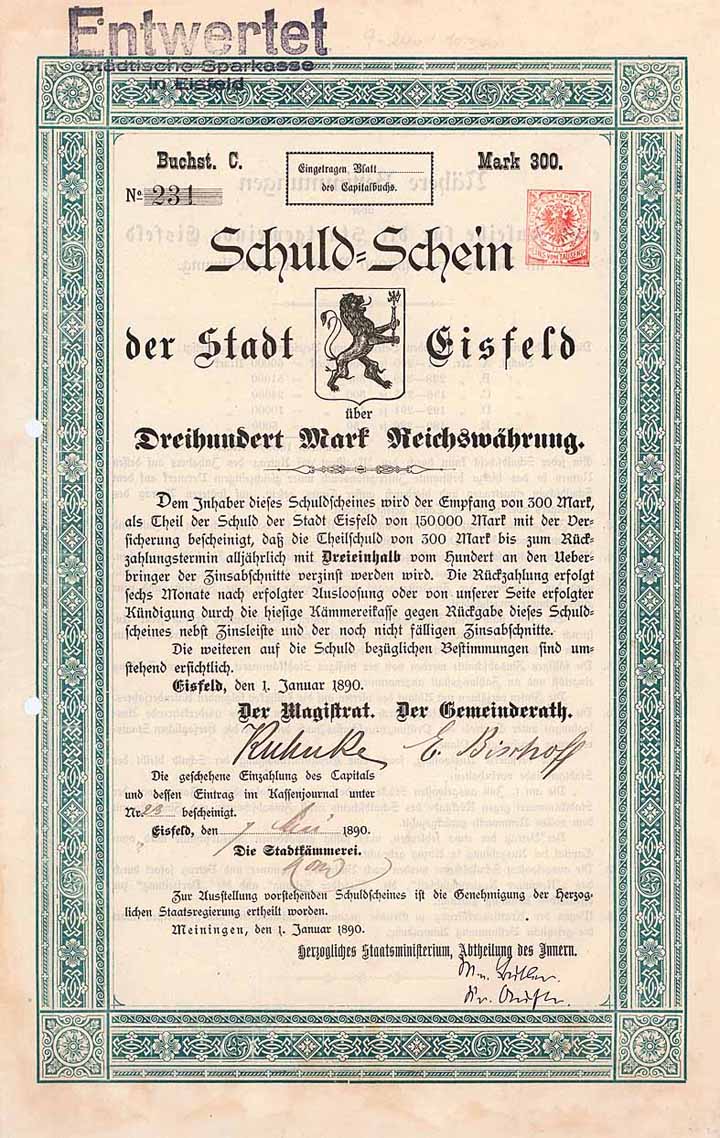 Entwertet
Städtische Sparkasse
in Eisfeld
Buchst. C.
Eingetragen Blatt
des Capitalbuchs.
Mark 300.
No 231
EINS VOM TAUSEND
Schuld=Schein
der Stadt Eisfeld
über
Dreihundert Mark Reichswährung.
Dem Inhaber dieses Schuldscheines wird der Empfang von 300 Mark,
als Theil der Schuld der Stadt Eisfeld von 150000 Mark mit der Ver-
sicherung bescheinigt, daß die Theilschuld von 300 Mark bis zum Rück-
zahlungstermin alljährlich mit Dreieinhalb vom Hundert an den Ueber-
bringer der Zinsabschnitte verzinst werden wird. Die Rückzahlung erfolgt
sechs Monate nach erfolgter Ausloosung oder von unserer Seite erfolgter
Kündigung durch die hiesige Kämmereikasse gegen Rückgabe dieses Schuld-
scheines nebst Zinsleiste und der noch nicht fälligen Zinsabschnitte.
Die weiteren auf die Schuld bezüglichen Bestimmungen sind um-
stehend ersichtlich.
Eisfeld, den 1. Januar 1890.
Der Magistrat. Der Gemeinderath.
Kuhnke E. Bischoff
Die geschehene Einzahlung des Capitals
und dessen Eintrag im Kassenjournal unter
Nr. 23 bescheinigt.
Eisfeld, den 7 1890.
Die Stadtkämmerei.
Zur Ausstellung vorstehenden Schuldscheines ist die Genehmigung der Herzog-
lichen Staatsregierung ertheilt worden.
Meiningen, den 1. Januar 1890.
Herzogliches Staatsministerium, Abtheilung des Innern.